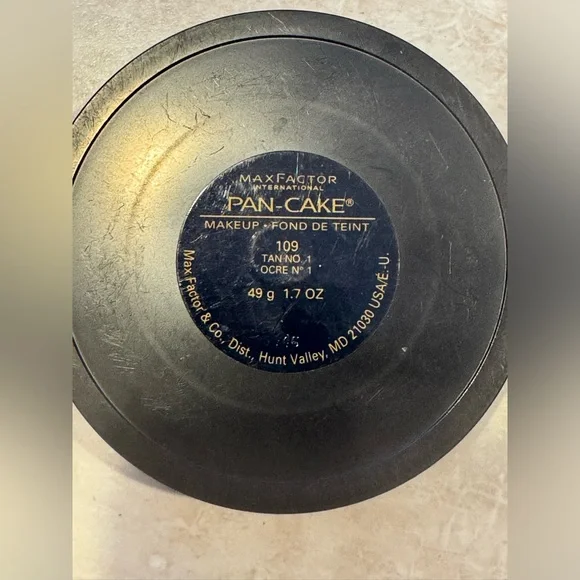 MAXFACTOR
INTERNATIONAL
PAN-CAKE®
MAKEUP • FOND DE TEINT
109
TAN NO. 1
OCRE N° 1
49 g 1.7 OZ
Max Factor & Co., Dist., Hunt Valley, MD 21030 USA/É.-U.